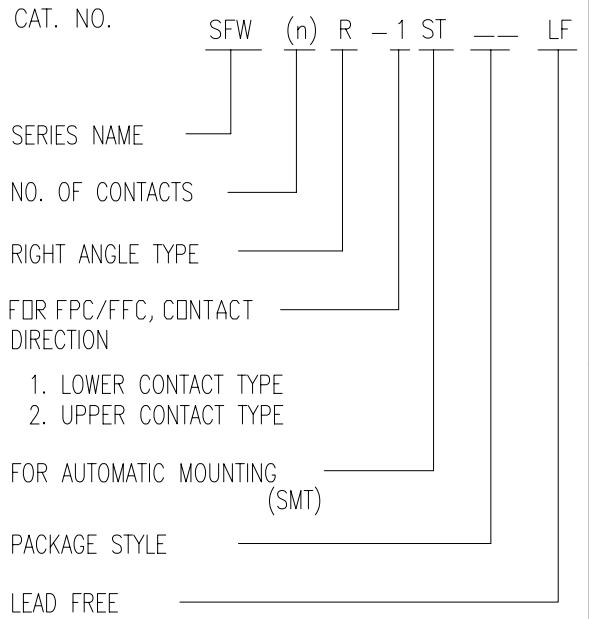 CAT. NO.
SFW (n) R - 1 ST __ LF
SERIES NAME
NO. OF CONTACTS
RIGHT ANGLE TYPE
FOR FPC/FFC, CONTACT
DIRECTION
1. LOWER CONTACT TYPE
2. UPPER CONTACT TYPE
FOR AUTOMATIC MOUNTING
(SMT)
PACKAGE STYLE
LEAD FREE